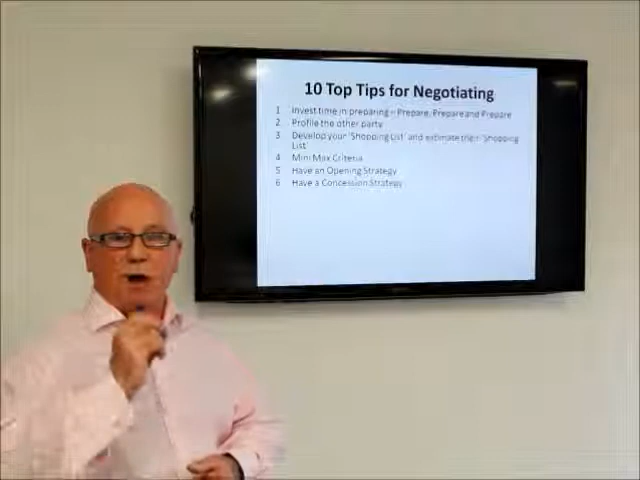 10 Top Tips for Negotiating
1 Invest time in preparing – Prepare, Prepare and Prepare
2 Profile the other party
3 Develop your 'Shopping List' and estimate their 'Shopping
List'
4 Mini Max Criteria
5 Have an Opening Strategy
6 Have a Concession Strategy